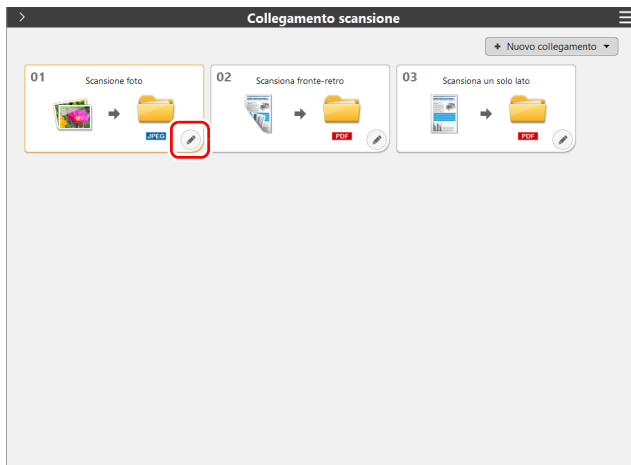 Collegamento scansione
+ Nuovo collegamento
01 Scansione foto
JPEG
02 Scansiona fronte-retro
PDF
03 Scansiona un solo lato
PDF